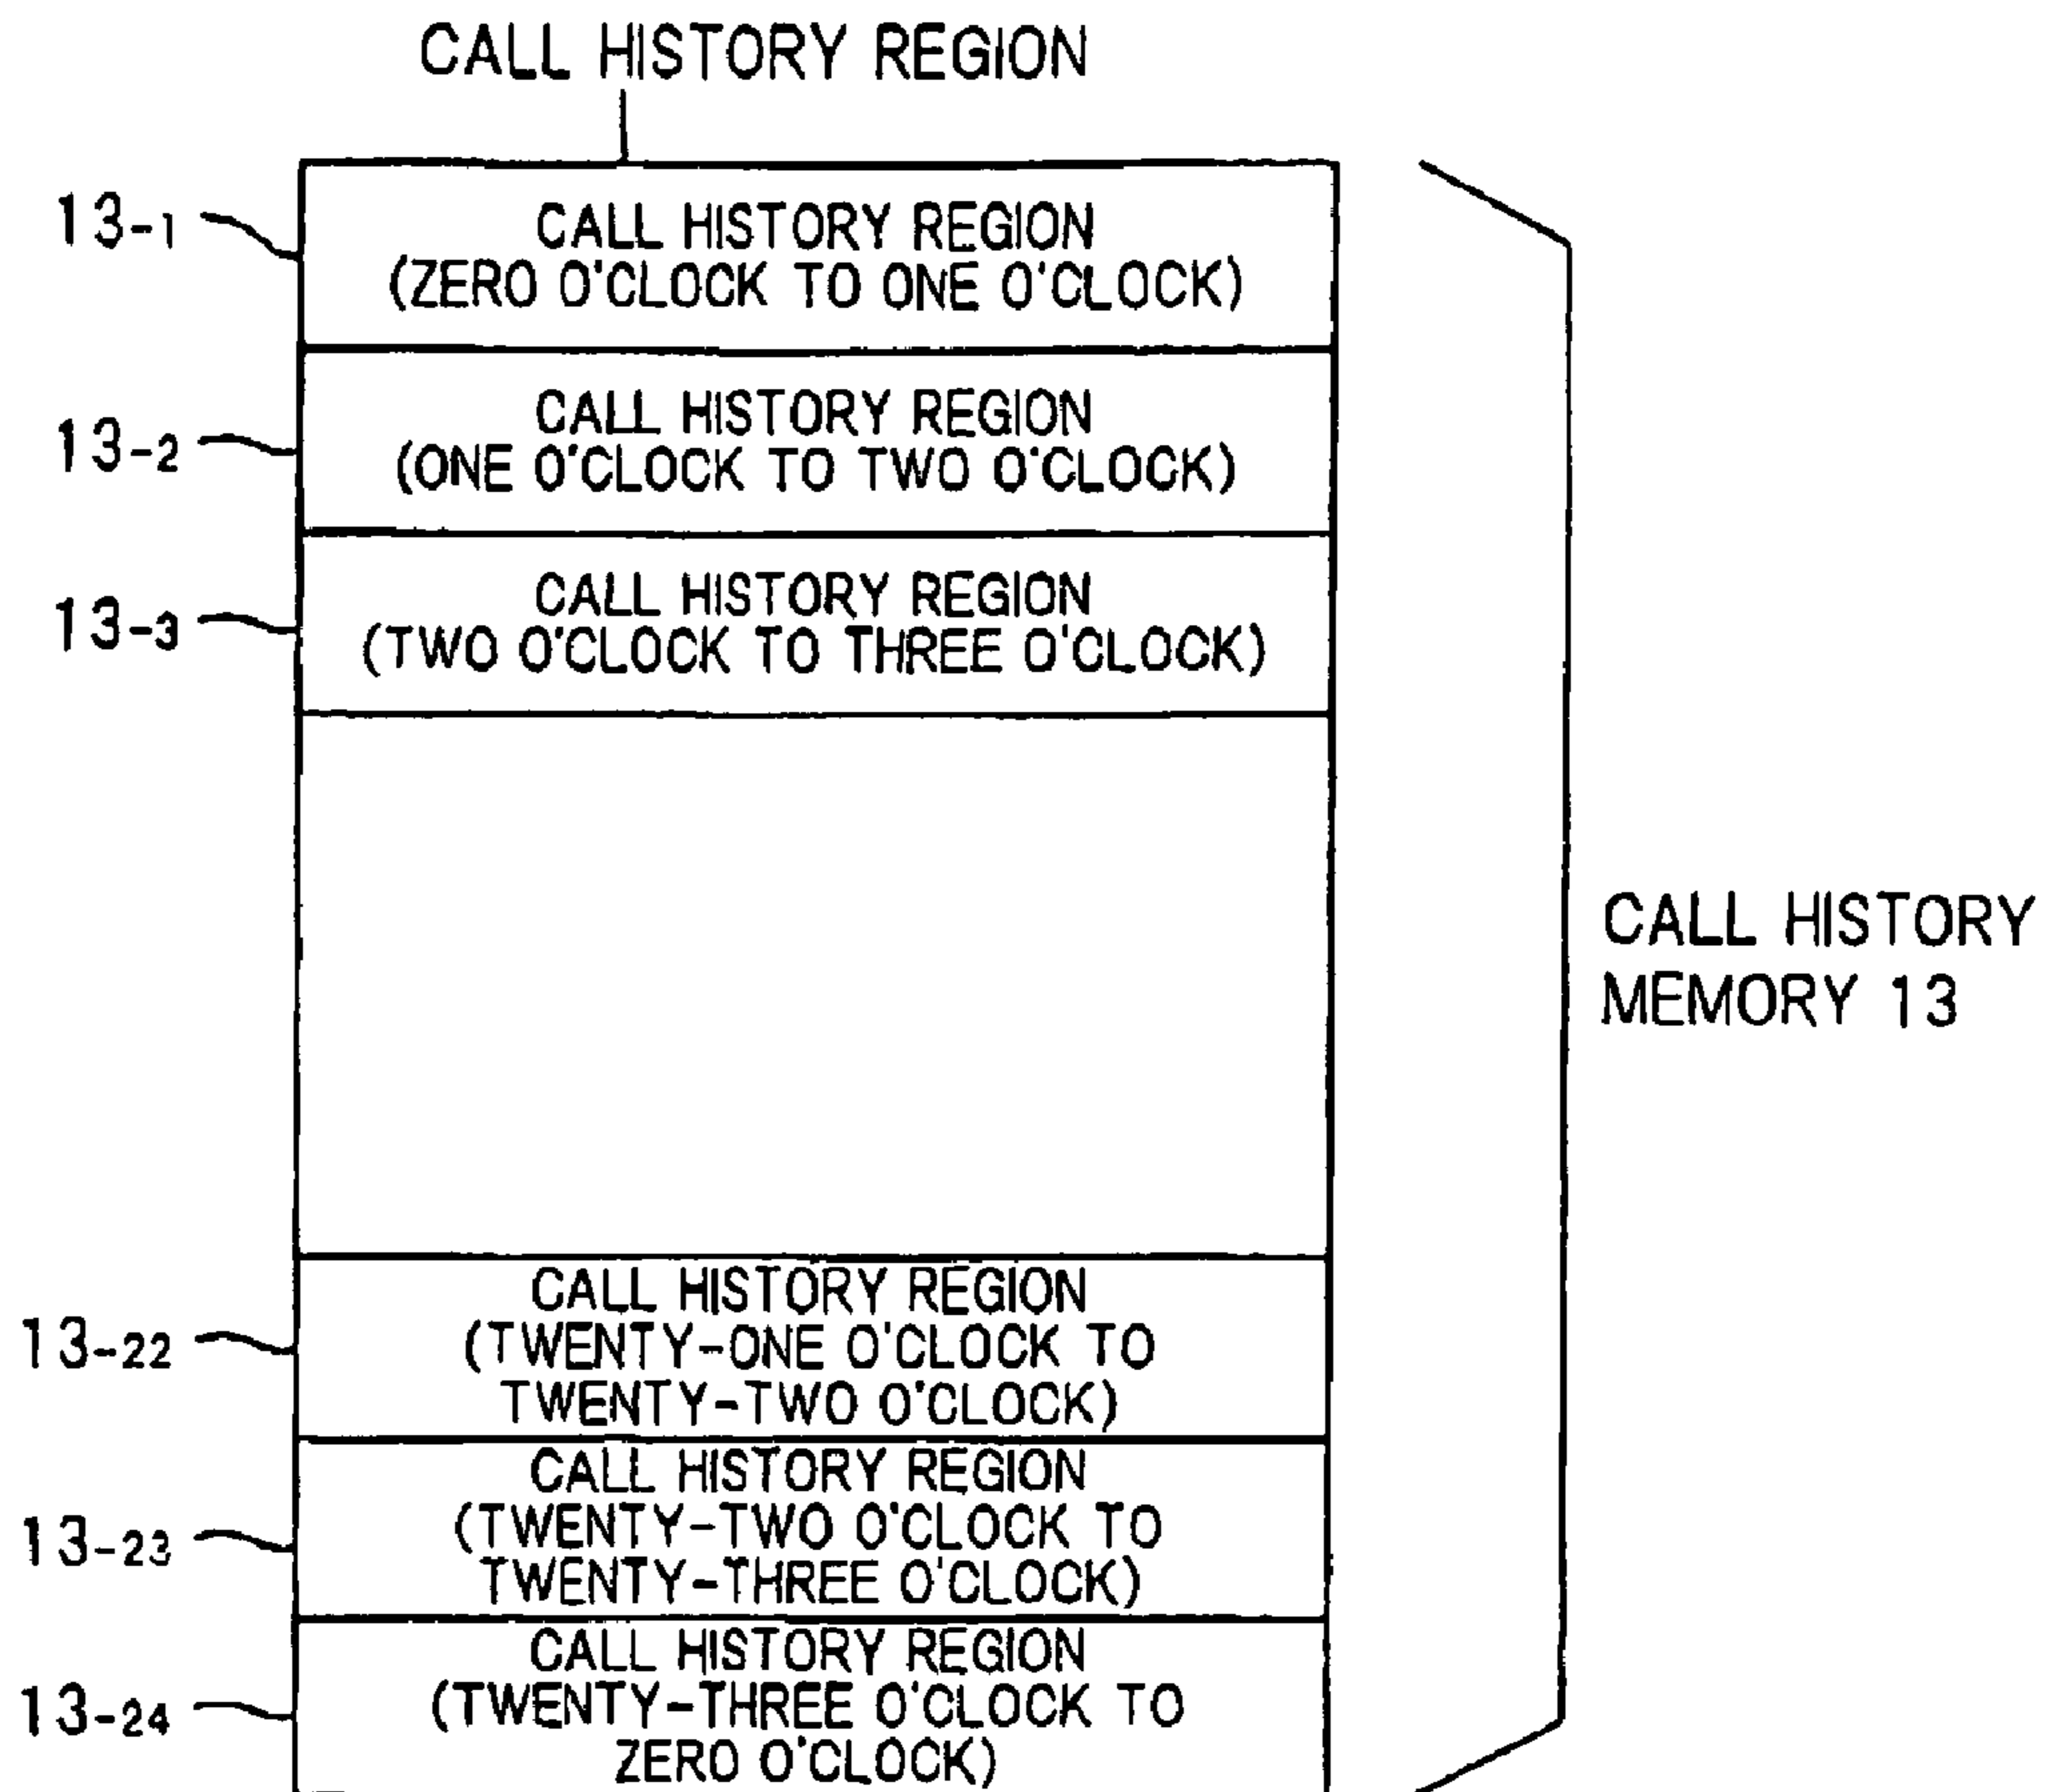 CALL HISTORY REGION
13-1
CALL HISTORY REGION
(ZERO O'CLOCK TO ONE O'CLOCK)
13-2
CALL HISTORY REGION
(ONE O'CLOCK TO TWO O'CLOCK)
13-3
CALL HISTORY REGION
(TWO O'CLOCK TO THREE O'CLOCK)
CALL HISTORY
MEMORY 13
13-22
CALL HISTORY REGION
(TWENTY-ONE O'CLOCK TO
TWENTY-TWO O'CLOCK)
13-23
CALL HISTORY REGION
(TWENTY-TWO O'CLOCK TO
TWENTY-THREE O'CLOCK)
13-24
CALL HISTORY REGION
(TWENTY-THREE O'CLOCK TO
ZERO O'CLOCK)